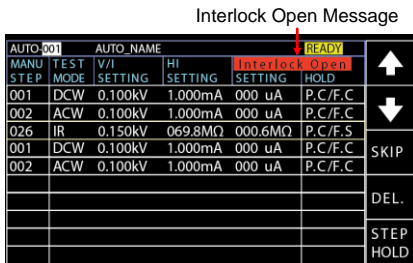 Interlock Open Message
AUTO-001 AUTO_NAME READY
MANU TEST V/I HI Interlock Open
STEP MODE SETTING SETTING SETTING HOLD
001 DCW 0.100kV 1.000mA 000 uA P.C/F.C
002 ACW 0.100kV 1.000mA 000 uA P.C/F.C
026 IR 0.150kV 069.8MΩ 000.6MΩ P.C/F.S
001 DCW 0.100kV 1.000mA 000 uA P.C/F.C
002 ACW 0.100kV 1.000mA 000 uA P.C/F.C
SKIP
DEL.
STEP
HOLD